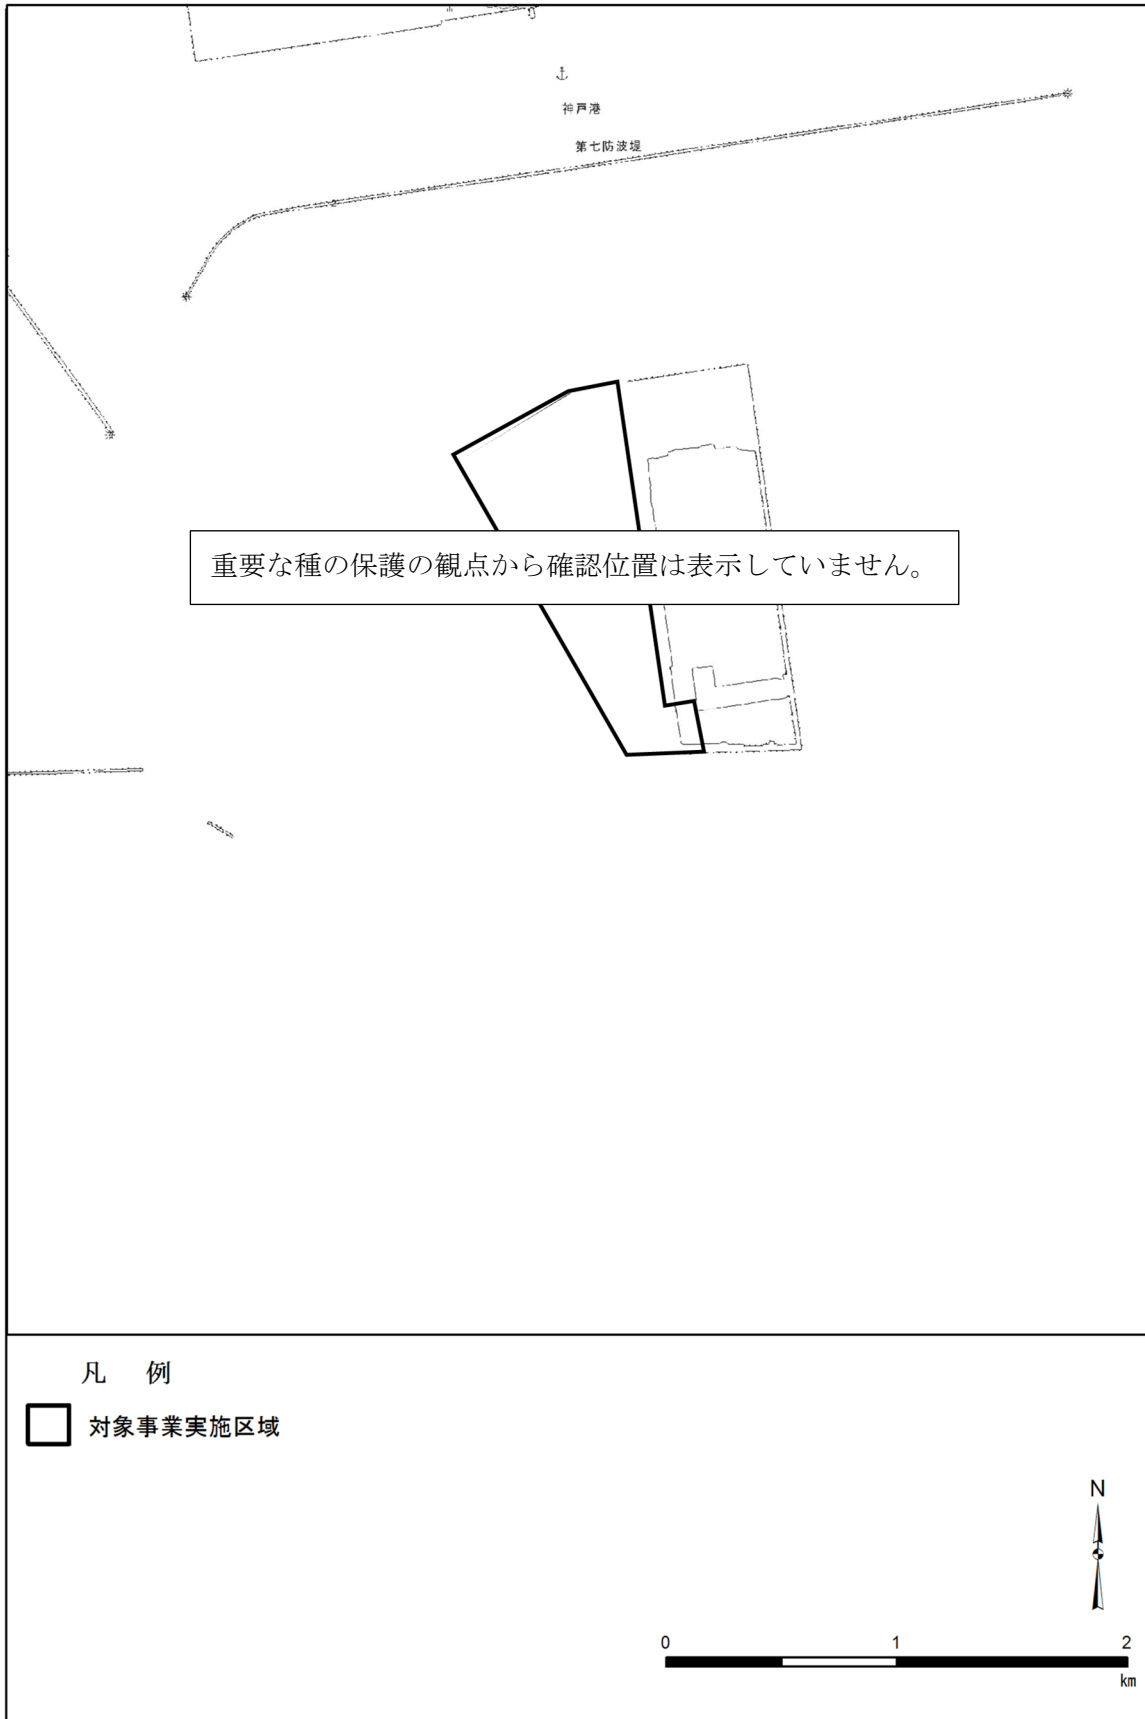 神戸港
第七防波堤
重要な種の保護の観点から確認位置は表示していません。
凡 例
対象事業実施区域
N
0 1 2
km